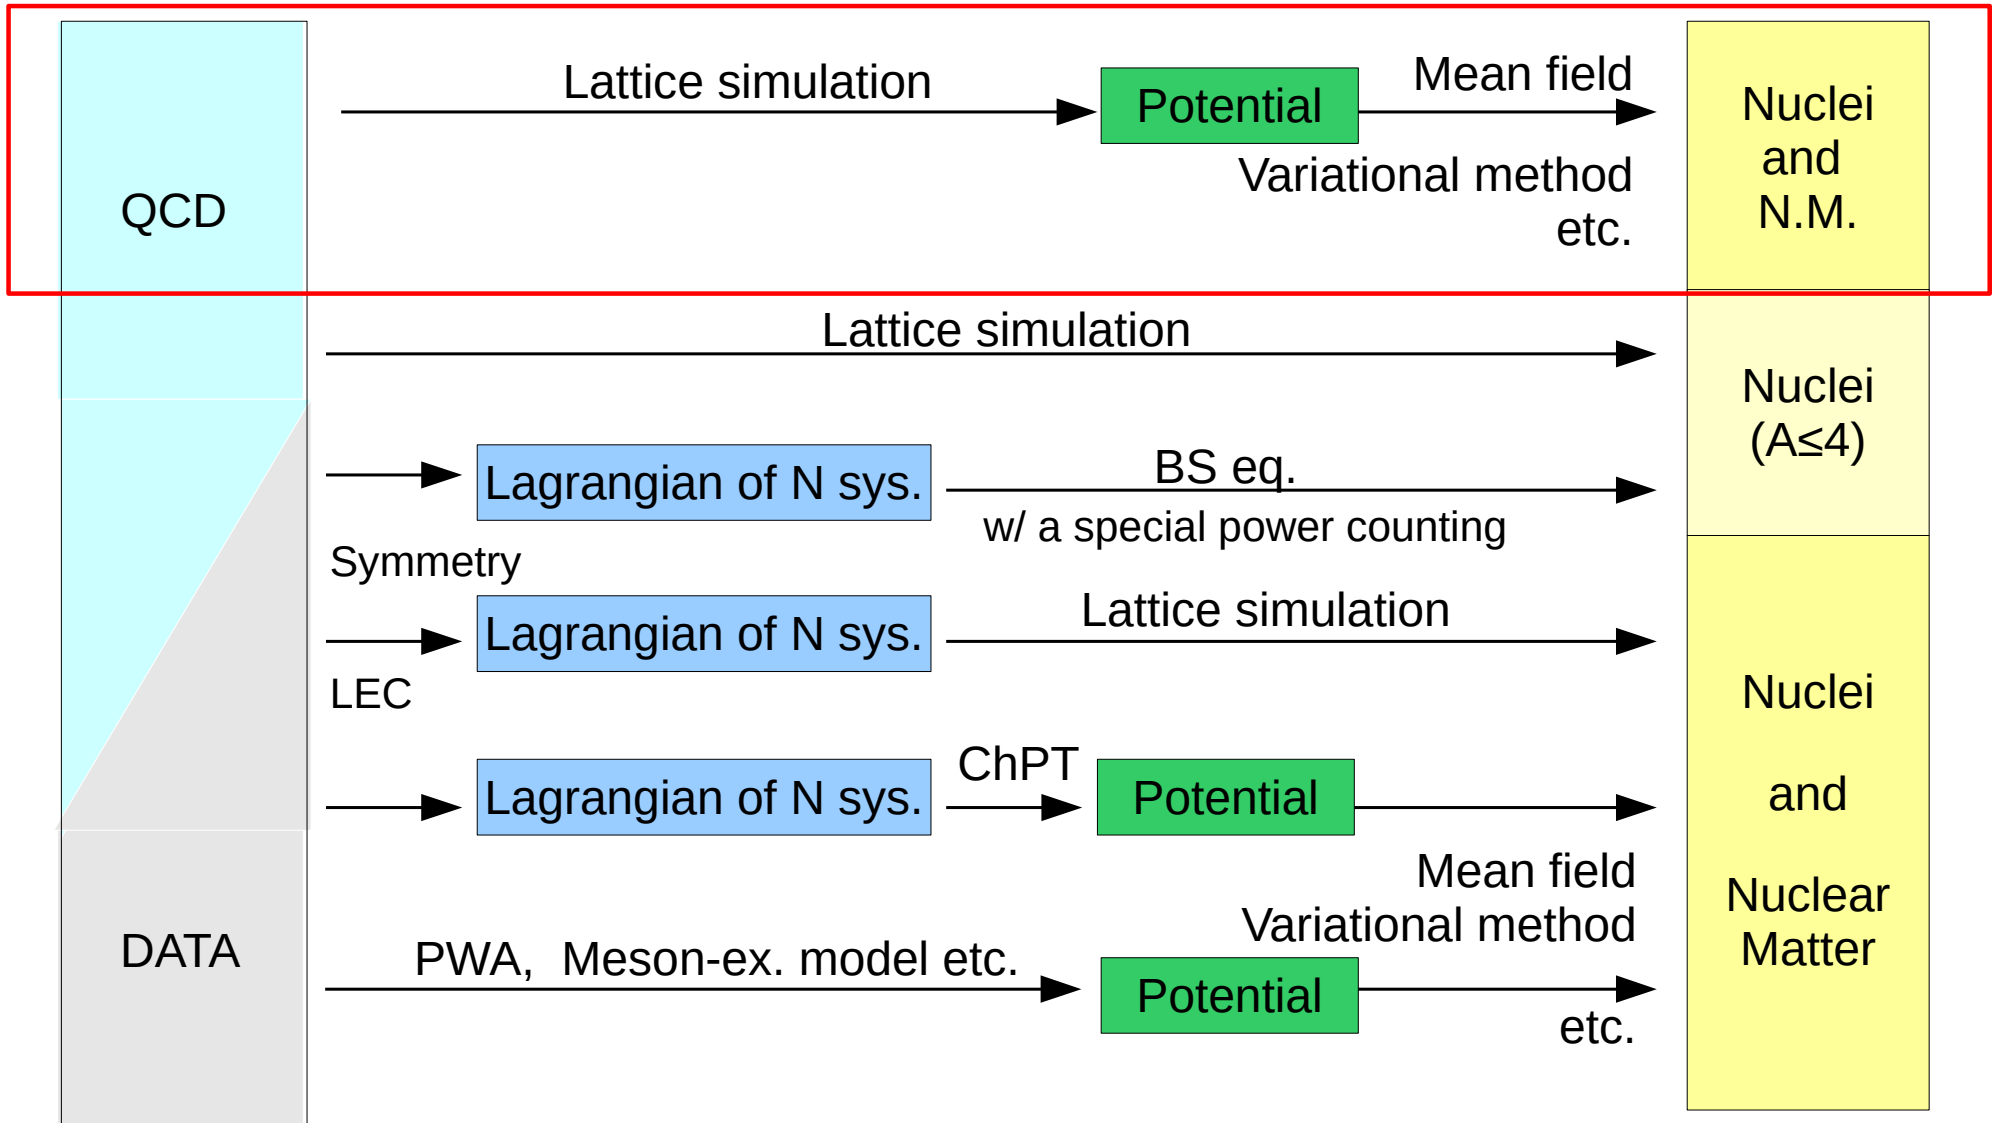 QCD
Lattice simulation
Potential
Mean field
Variational method
etc.
Nuclei
and
N.M.
Lattice simulation
Nuclei
(A≤4)
Lagrangian of N sys.
BS eq.
w/ a special power counting
Symmetry
Lagrangian of N sys.
Lattice simulation
LEC
Lagrangian of N sys.
ChPT
Potential
Nuclei
and
Nuclear
Matter
Mean field
Variational method
DATA
PWA,  Meson-ex. model etc.
Potential
etc.